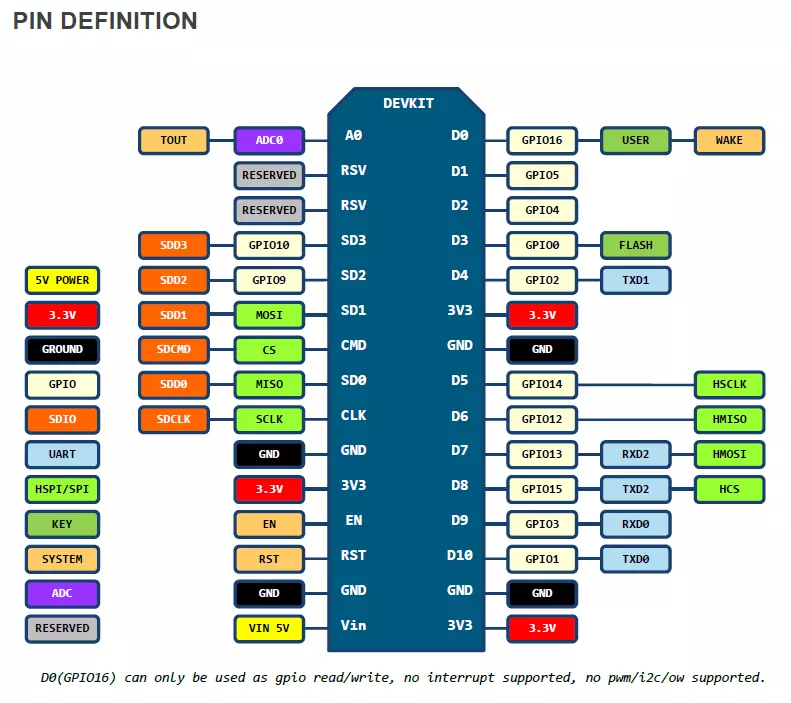 PIN DEFINITION
DEVKIT
TOUT ADC0 A0 D0 GPIO16 USER WAKE
RESERVED RSV D1 GPIO5
RESERVED RSV D2 GPIO4
SDD3 GPIO10 SD3 D3 GPIO0 FLASH
5V POWER SDD2 GPIO9 SD2 D4 GPIO2 TXD1
3.3V SDD1 MOSI SD1 3V3 3.3V
GROUND SDCMD CS CMD GND GND
GPIO SDD0 MISO SD0 D5 GPIO14 HSCLK
SDIO SDCLK SCLK CLK D6 GPIO12 HMISO
UART GND GND D7 GPIO13 RXD2 HMOSI
HSPI/SPI 3.3V 3V3 D8 GPIO15 TXD2 HCS
KEY EN EN D9 GPIO3 RXD0
SYSTEM RST RST D10 GPIO1 TXD0
ADC GND GND GND GND
RESERVED VIN 5V Vin 3V3 3.3V
D0(GPIO16) can only be used as gpio read/write, no interrupt supported, no pwm/i2c/ow supported.